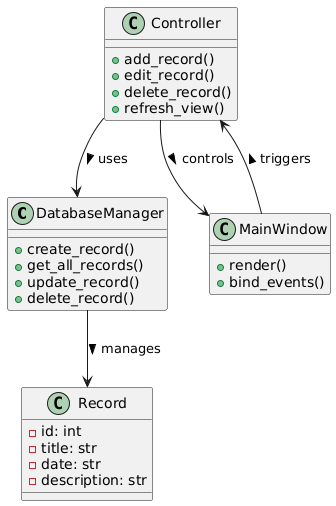 C Controller
add_record()
edit_record()
delete_record()
refresh_view()
uses
controls
triggers
C DatabaseManager
create_record()
get_all_records()
update_record()
delete_record()
C MainWindow
render()
bind_events()
manages
C Record
id: int
title: str
date: str
description: str